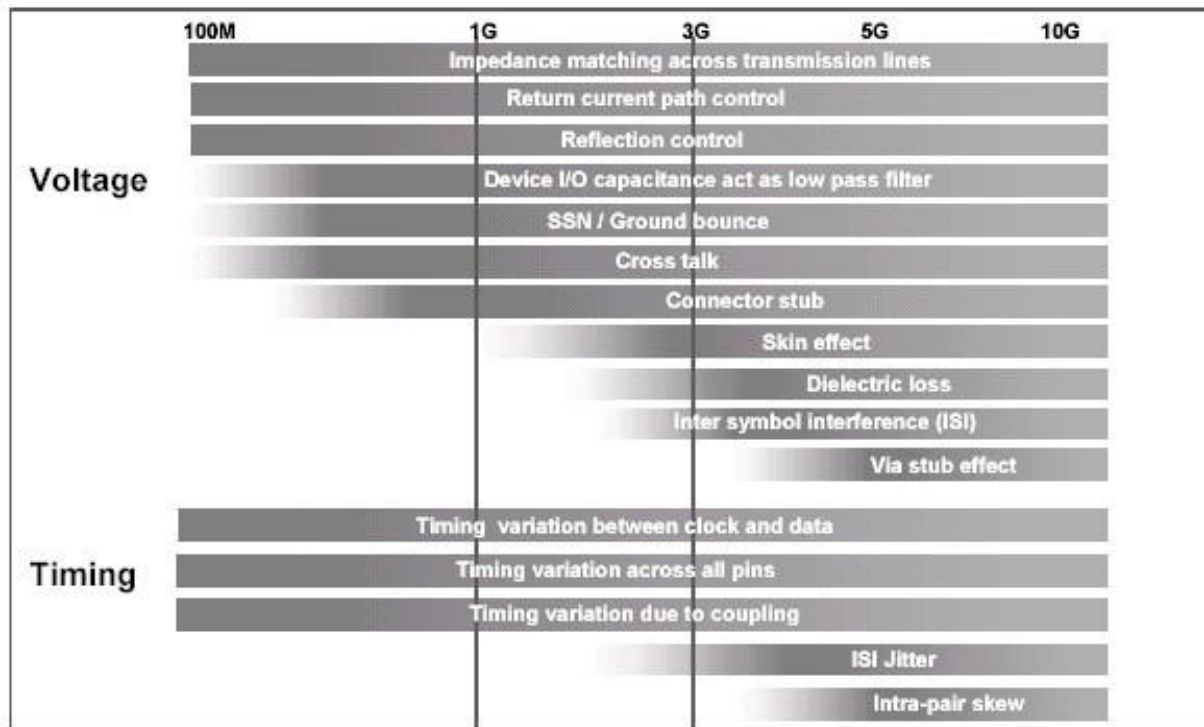 100M 1G 3G 5G 10G
Impedance matching across transmission lines
Return current path control
Reflection control
Voltage
Device I/O capacitance act as low pass filter
SSN / Ground bounce
Cross talk
Connector stub
Skin effect
Dielectric loss
Inter symbol interference (ISI)
Via stub effect
Timing variation between clock and data
Timing
Timing variation across all pins
Timing variation due to coupling
ISI Jitter
Intra-pair skew